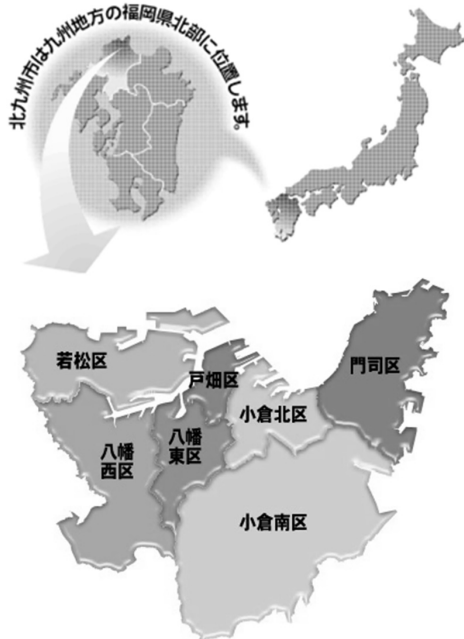 北九州市は九州地方の福岡県北部に位置します。
若松区
戸畑区
門司区
小倉北区
八幡
西区
八幡
東区
小倉南区